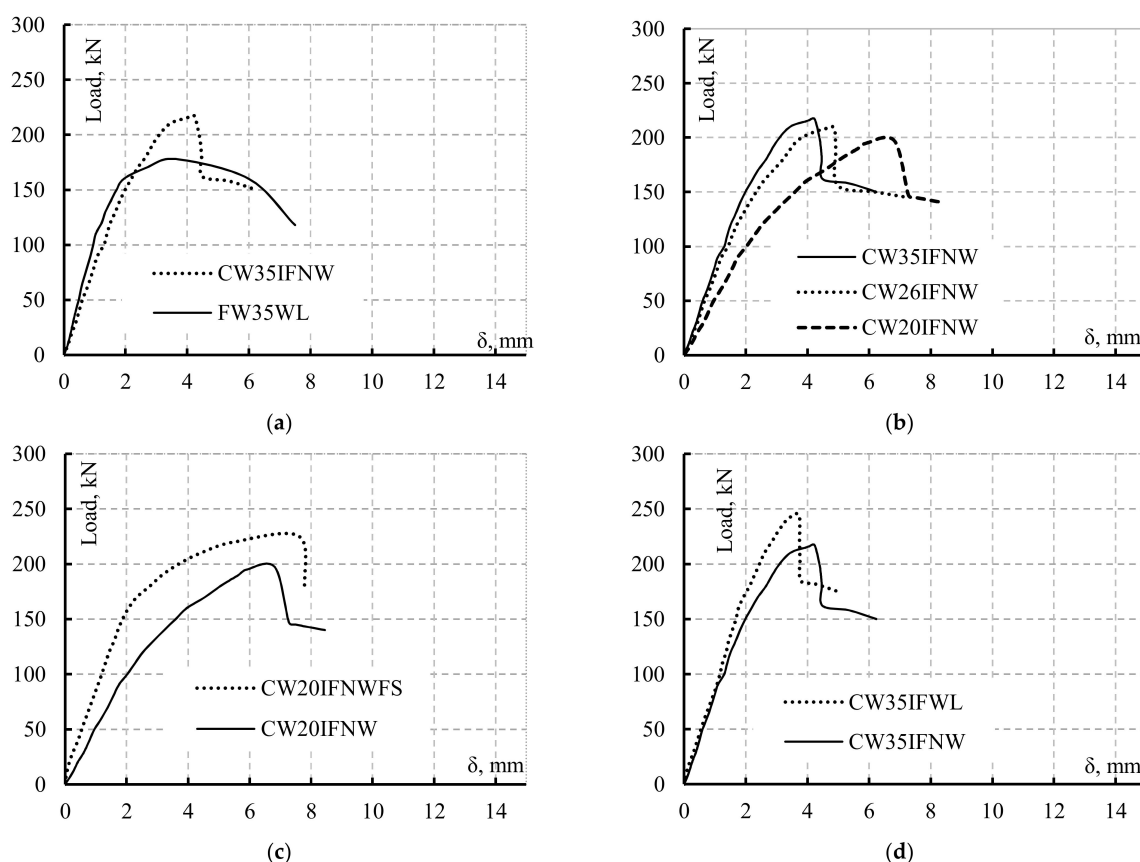 300
250
200
150
100
50
0
Load, kN
CW35IFNW
FW35WL
δ, mm
0 2 4 6 8 10 12 14
(a)
300
250
200
150
100
50
0
Load, kN
CW35IFNW
CW26IFNW
CW20IFNW
δ, mm
0 2 4 6 8 10 12 14
(b)
300
250
200
150
100
50
0
Load, kN
CW20IFNWFS
CW20IFNW
δ, mm
0 2 4 6 8 10 12 14
(c)
300
250
200
150
100
50
0
Load, kN
CW35IFWL
CW35IFNW
δ, mm
0 2 4 6 8 10 12 14
(d)